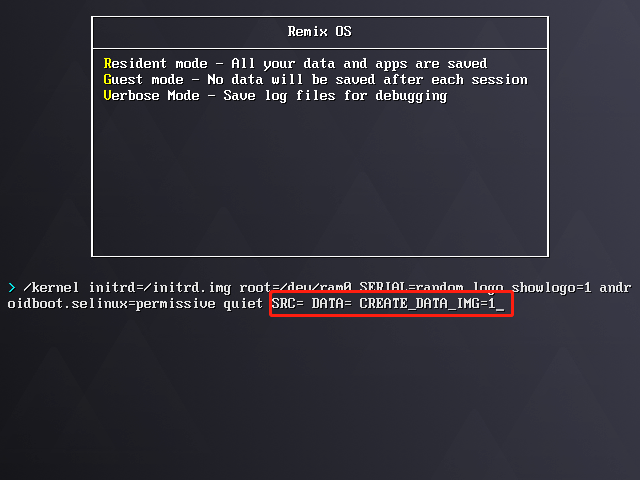 Remix OS
Resident mode - All your data and apps are saved
Guest mode - No data will be saved after each session
Verbose Mode - Save log files for debugging
> /kernel initrd=/initrd.img root=/dev/ram0 SERIAL=random logo showlogo=1 andr
oidboot.selinux=permissive quiet SRC= DATA= CREATE_DATA_IMG=1_